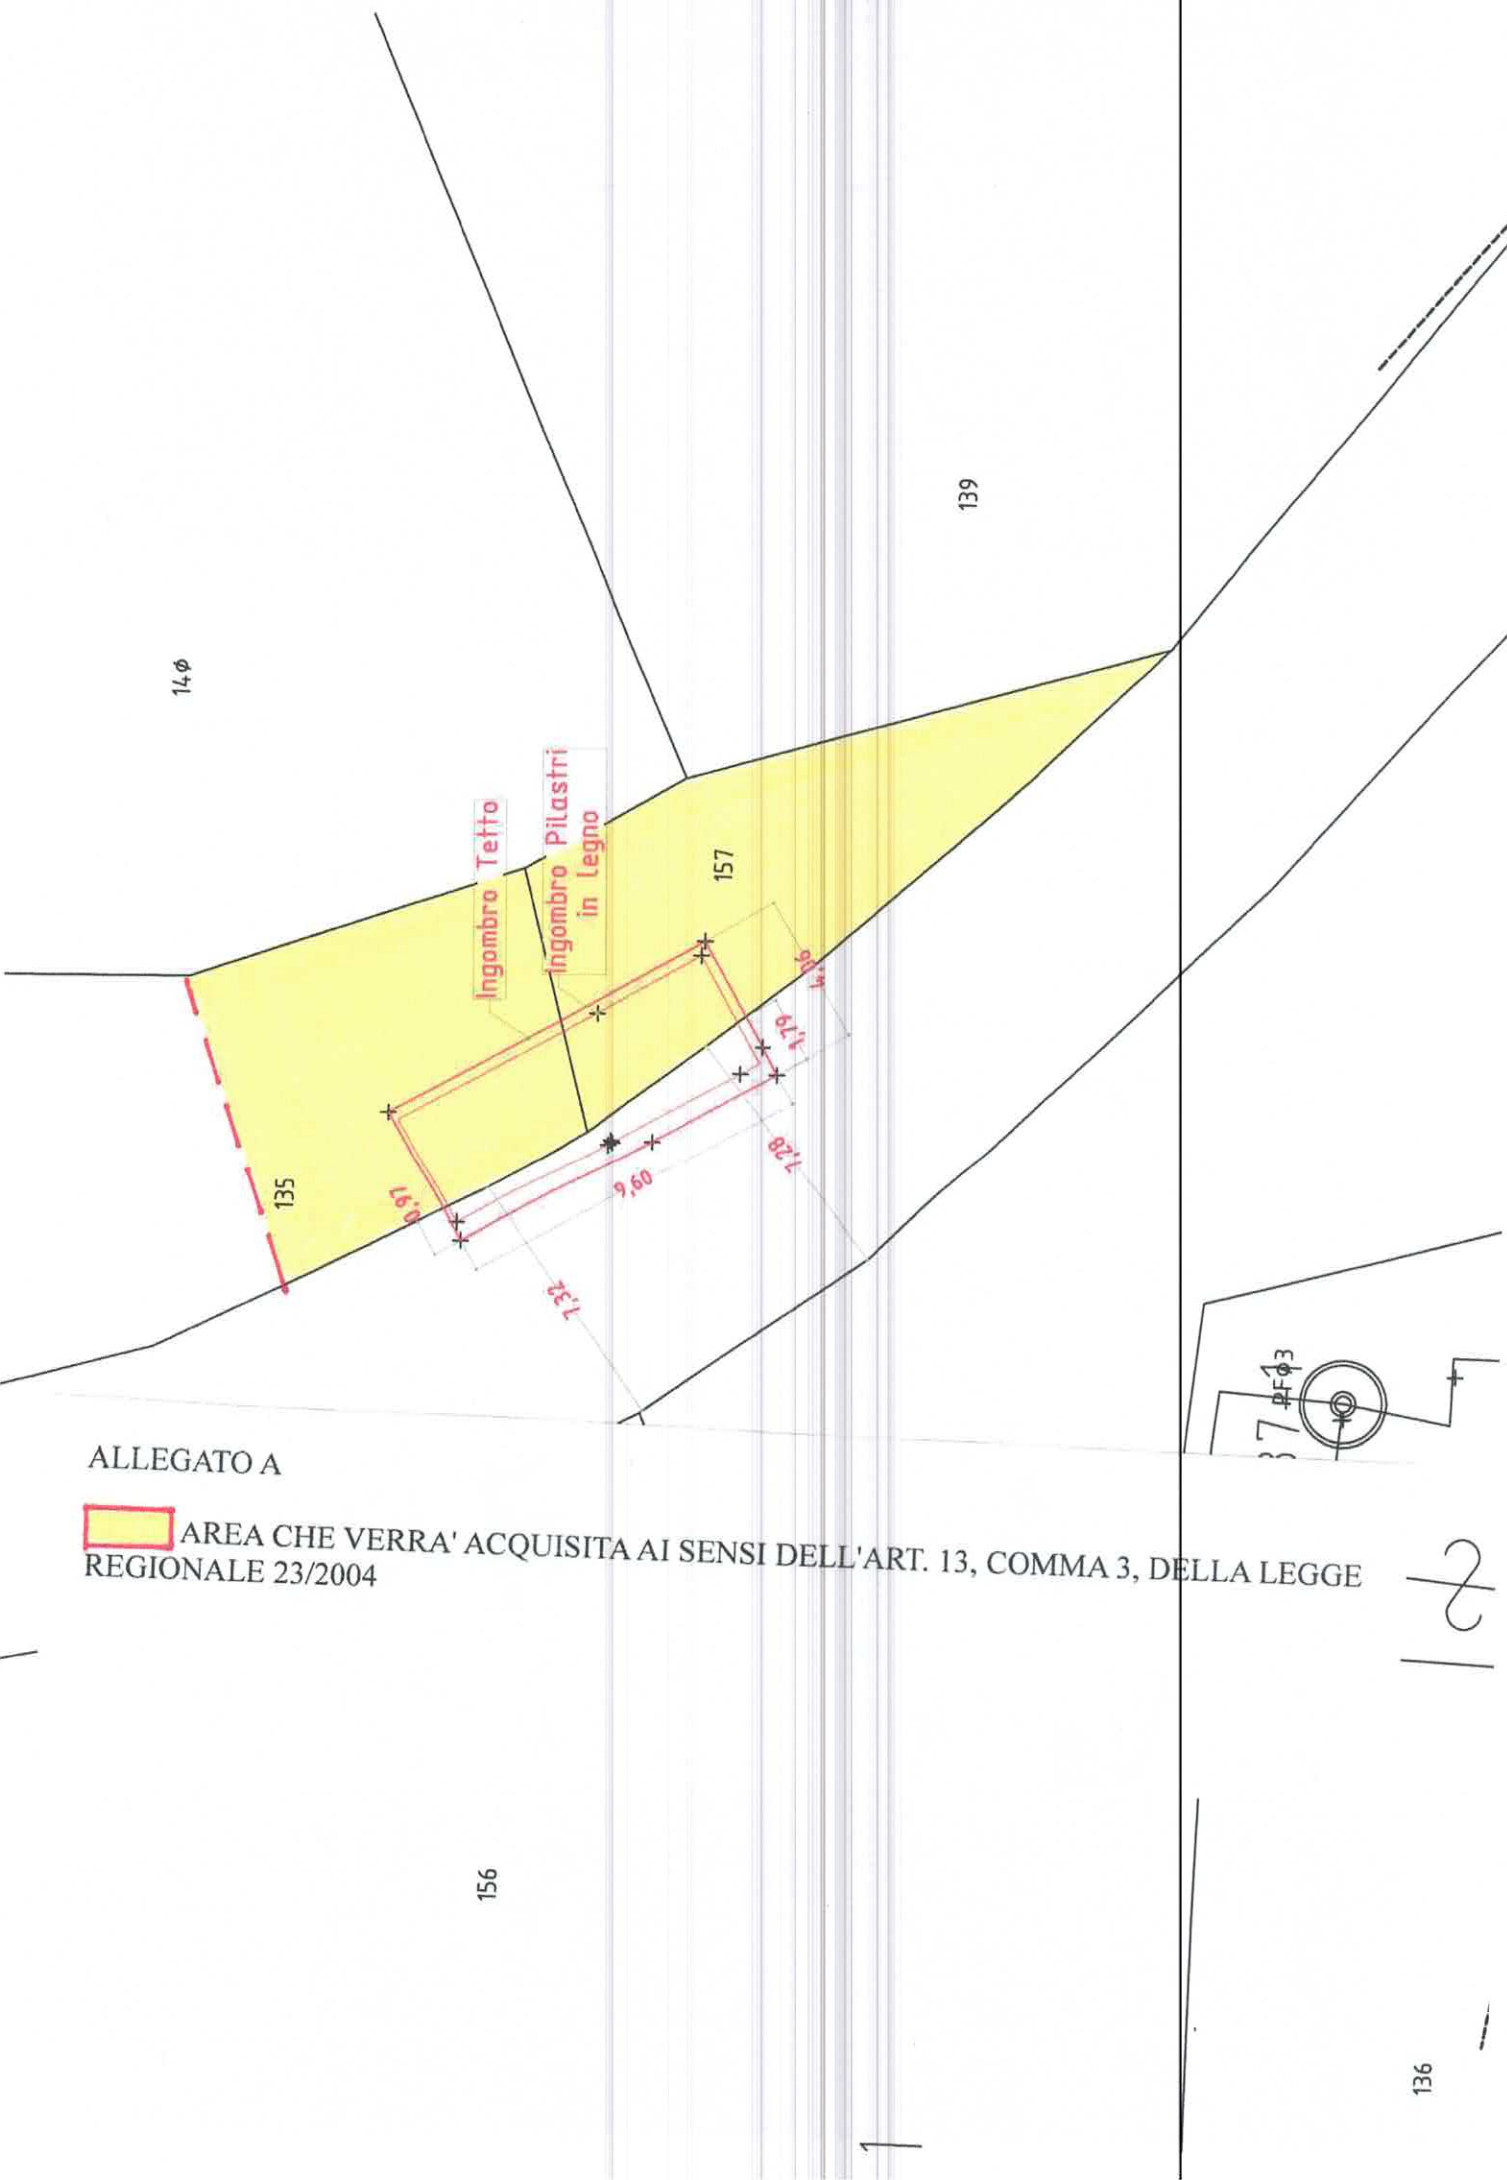 139
14φ
Ingombro Tetto
Ingombro Pilastri
in Legno
157
4,06
1,79
135
0,97
9,60
7,28
7,32
PFφ3
ALLEGATO A
AREA CHE VERRA' ACQUISITA AI SENSI DELL'ART. 13, COMMA 3, DELLA LEGGE
REGIONALE 23/2004
156
136